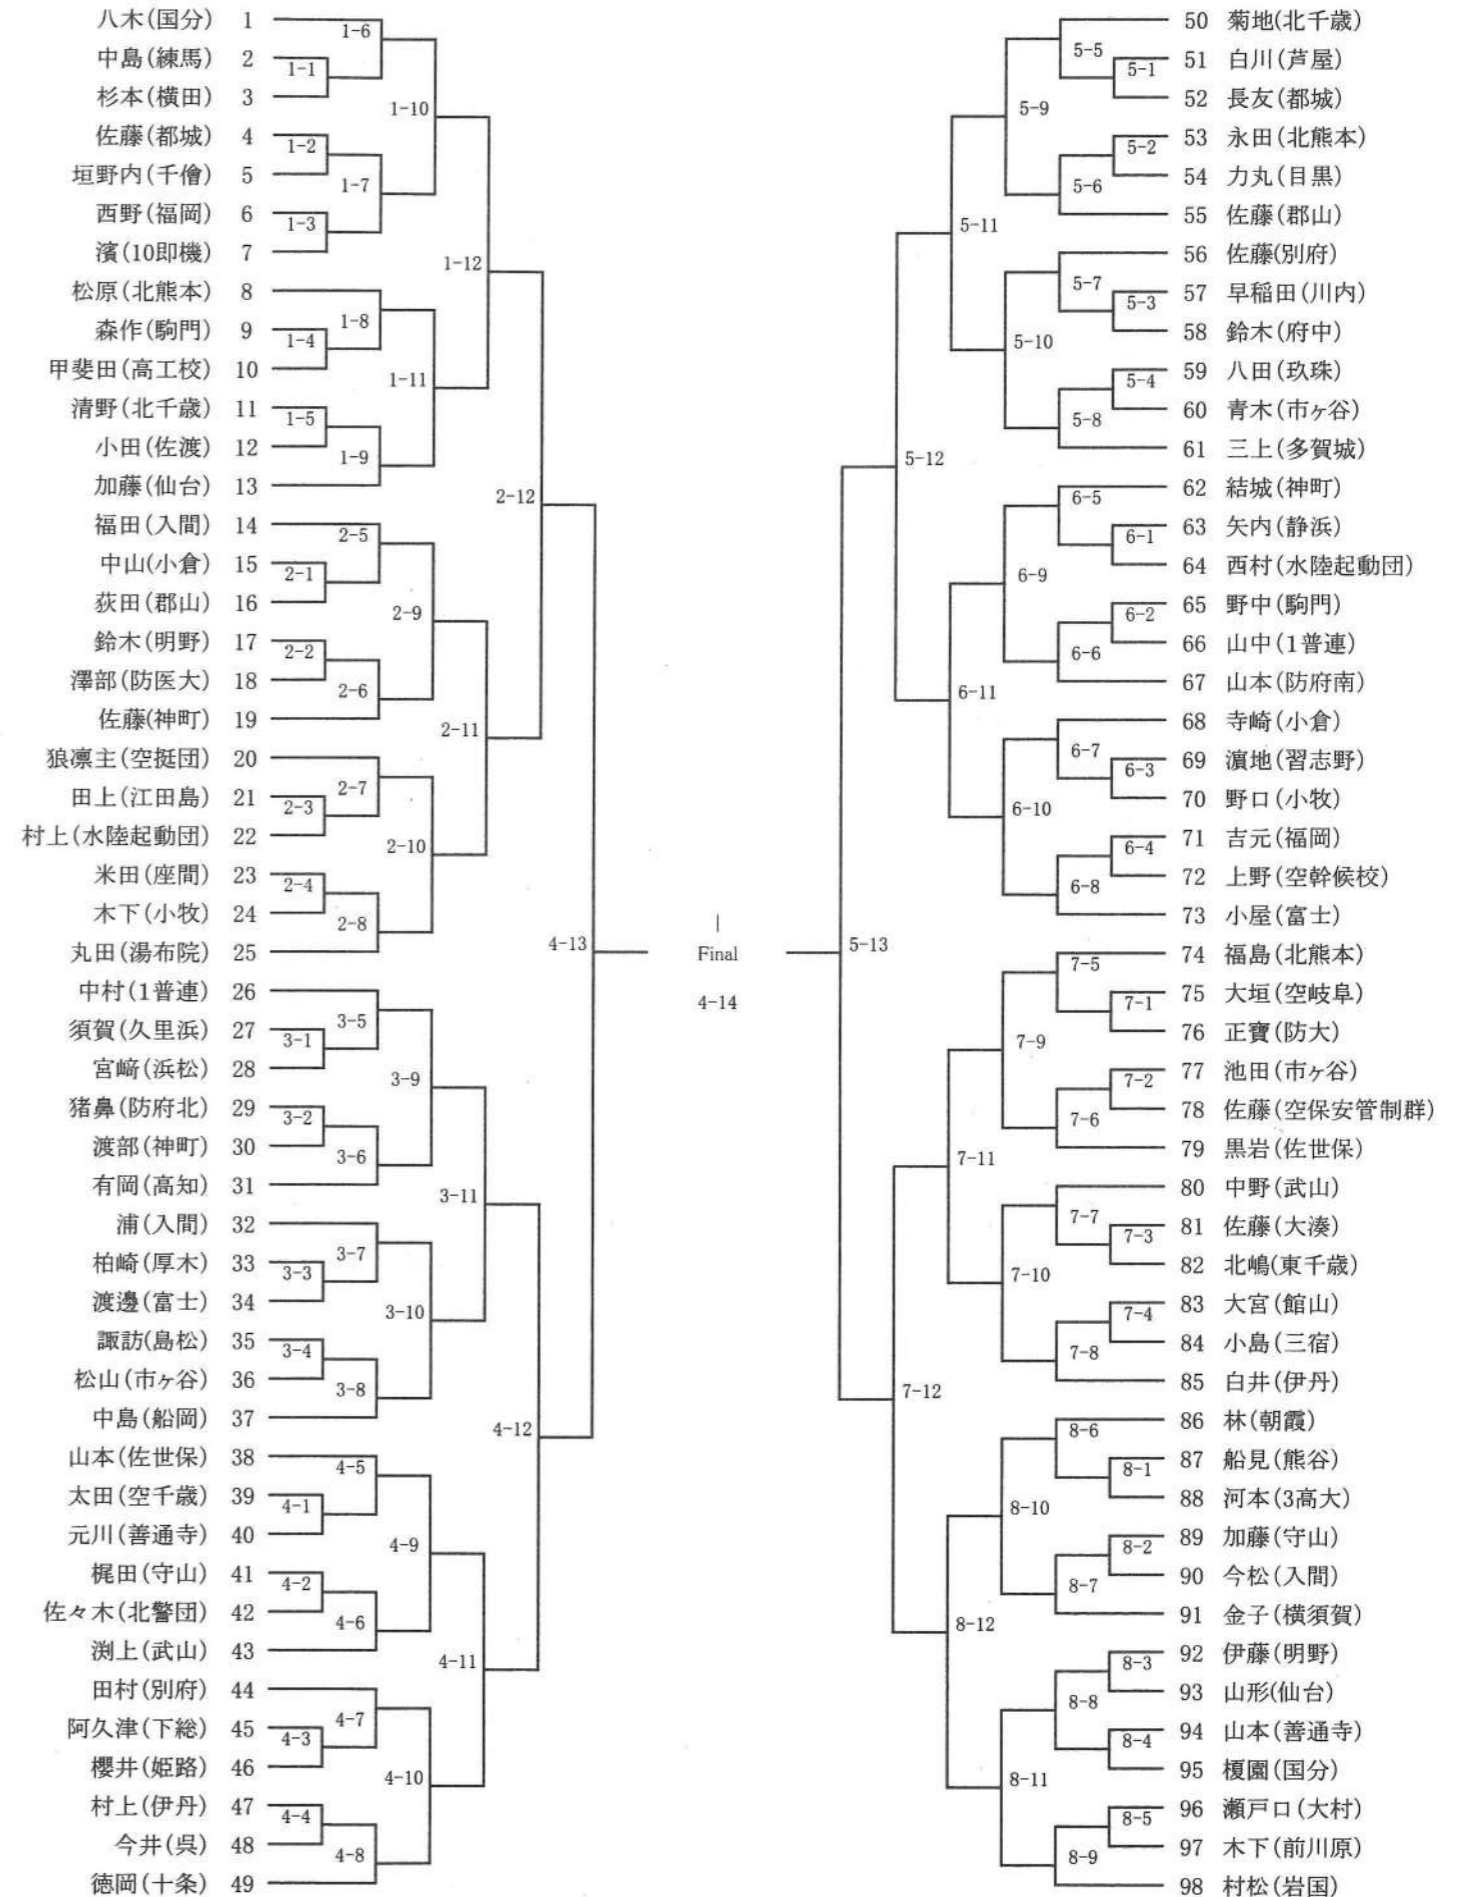 八木(国分) 1
1-6
中島(練馬) 2
1-1
杉本(横田) 3
1-10
佐藤(都城) 4
1-2
垣野内(千僧) 5
1-7
西野(福岡) 6
1-3
濱(10即機) 7
1-12
松原(北熊本) 8
1-8
森作(駒門) 9
1-4
甲斐田(高工校) 10
1-11
清野(北千歳) 11
1-5
小田(佐渡) 12
1-9
加藤(仙台) 13
2-12
福田(入間) 14
2-5
中山(小倉) 15
2-1
荻田(郡山) 16
2-9
鈴木(明野) 17
2-2
澤部(防医大) 18
2-6
佐藤(神町) 19
2-11
狼凛主(空挺団) 20
2-7
田上(江田島) 21
2-3
村上(水陸起動団) 22
2-10
米田(座間) 23
2-4
木下(小牧) 24
2-8
丸田(湯布院) 25
4-13
中村(1普連) 26
3-5
須賀(久里浜) 27
3-1
宮﨑(浜松) 28
3-9
猪鼻(防府北) 29
3-2
渡部(神町) 30
3-6
有岡(高知) 31
3-11
浦(入間) 32
3-7
柏崎(厚木) 33
3-3
渡邊(富士) 34
3-10
諏訪(島松) 35
3-4
松山(市ヶ谷) 36
3-8
中島(船岡) 37
4-12
山本(佐世保) 38
4-5
太田(空千歳) 39
4-1
元川(善通寺) 40
4-9
梶田(守山) 41
4-2
佐々木(北警団) 42
4-6
渕上(武山) 43
4-11
田村(別府) 44
4-7
阿久津(下総) 45
4-3
櫻井(姫路) 46
4-10
村上(伊丹) 47
4-4
今井(呉) 48
4-8
徳岡(十条) 49
Final
4-14
50 菊地(北千歳)
5-5
51 白川(芦屋)
5-1
52 長友(都城)
5-9
53 永田(北熊本)
5-2
54 力丸(目黒)
5-6
55 佐藤(郡山)
5-11
56 佐藤(別府)
5-7
57 早稲田(川内)
5-3
58 鈴木(府中)
5-10
59 八田(玖珠)
5-4
60 青木(市ヶ谷)
5-8
61 三上(多賀城)
5-12
62 結城(神町)
6-5
63 矢内(静浜)
6-1
64 西村(水陸起動団)
6-9
65 野中(駒門)
6-2
66 山中(1普連)
6-6
67 山本(防府南)
6-11
68 寺崎(小倉)
6-7
69 濵地(習志野)
6-3
70 野口(小牧)
6-10
71 吉元(福岡)
6-4
72 上野(空幹候校)
6-8
73 小屋(富士)
5-13
74 福島(北熊本)
7-5
75 大垣(空岐阜)
7-1
76 正寶(防大)
7-9
77 池田(市ヶ谷)
7-2
78 佐藤(空保安管制群)
7-6
79 黒岩(佐世保)
7-11
80 中野(武山)
7-7
81 佐藤(大湊)
7-3
82 北嶋(東千歳)
7-10
83 大宮(館山)
7-4
84 小島(三宿)
7-8
85 白井(伊丹)
7-12
86 林(朝霞)
8-6
87 船見(熊谷)
8-1
88 河本(3高大)
8-10
89 加藤(守山)
8-2
90 今松(入間)
8-7
91 金子(横須賀)
8-12
92 伊藤(明野)
8-3
93 山形(仙台)
8-8
94 山本(善通寺)
8-4
95 榎園(国分)
8-11
96 瀬戸口(大村)
8-5
97 木下(前川原)
8-9
98 村松(岩国)